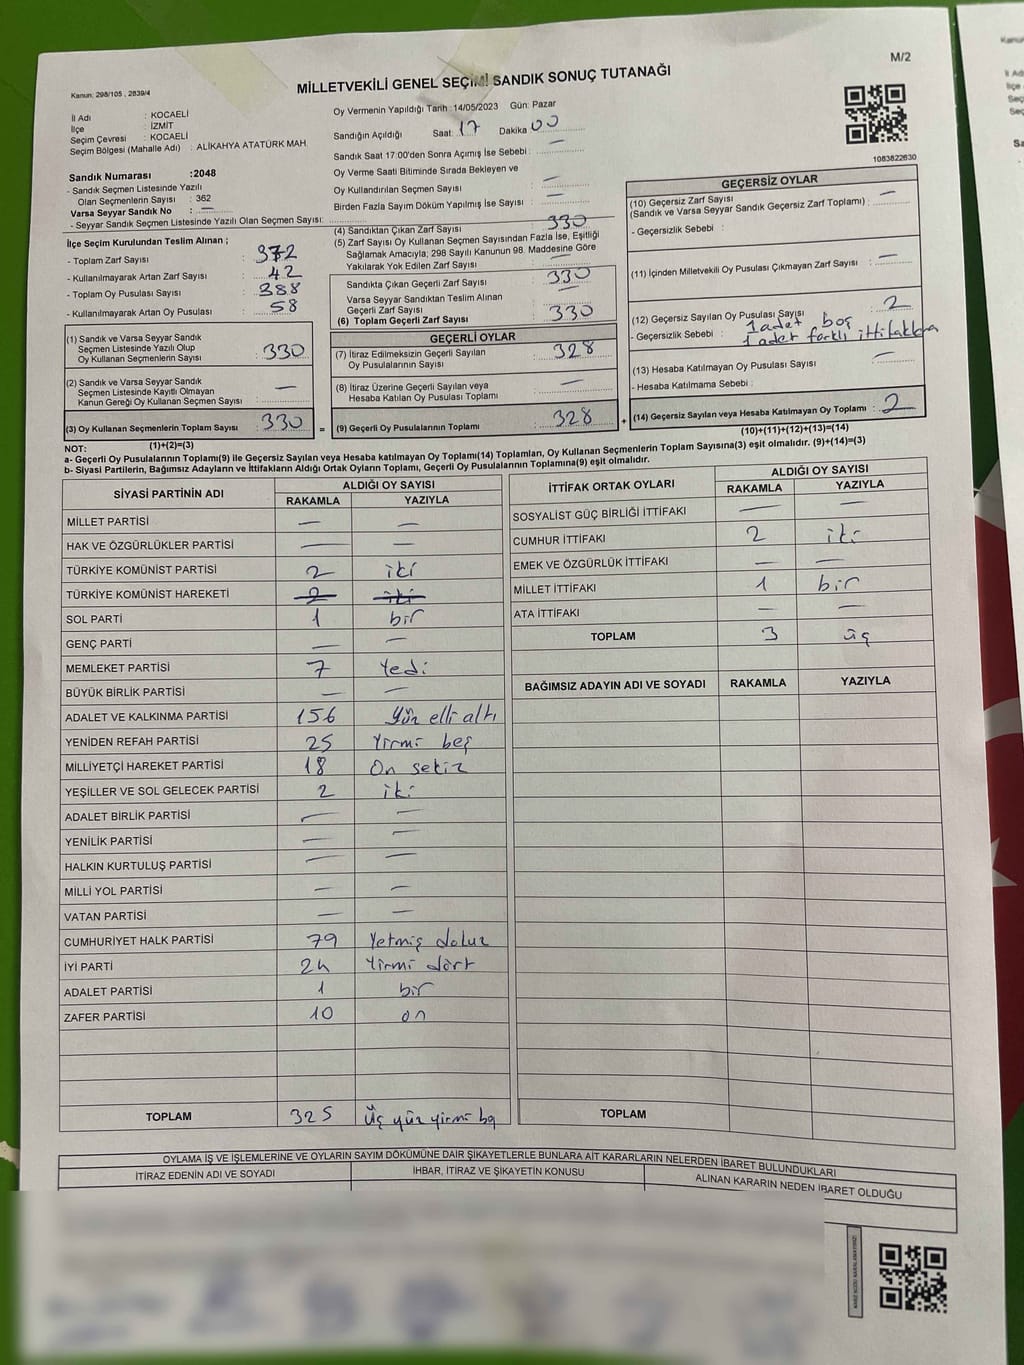 M/2
Kanun: 298/105 , 2839/4
MİLLETVEKİLİ GENEL SEÇİMİ SANDIK SONUÇ TUTANAĞI
İl Adı : KOCAELİ
İlçe : İZMİT
Seçim Çevresi : KOCAELİ
Seçim Bölgesi (Mahalle Adı) : ALİKAHYA ATATÜRK MAH.
Sandık Numarası :2048
- Sandık Seçmen Listesinde Yazılı
Olan Seçmenlerin Sayısı : 362
Varsa Seyyar Sandık No : —
- Seyyar Sandık Seçmen Listesinde Yazılı Olan Seçmen Sayısı:
İlçe Seçim Kurulundan Teslim Alınan ;
- Toplam Zarf Sayısı : 372
- Kullanılmayarak Artan Zarf Sayısı : 42
- Toplam Oy Pusulası Sayısı : 388
- Kullanılmayarak Artan Oy Pusulası : 58
(1) Sandık ve Varsa Seyyar Sandık
Seçmen Listesinde Yazılı Olup
Oy Kullanan Seçmenlerin Sayısı : 330
(2) Sandık ve Varsa Seyyar Sandık
Seçmen Listesinde Kayıtlı Olmayan
Kanun Gereği Oy Kullanan Seçmen Sayısı : —
(3) Oy Kullanan Seçmenlerin Toplam Sayısı : 330
(1)+(2)=(3)
Oy Vermenin Yapıldığı Tarih :14/05/2023 Gün: Pazar
Sandığın Açıldığı Saat: 17 Dakika 00
Sandık Saat 17:00'den Sonra Açımış İse Sebebi : —
Oy Verme Saati Bitiminde Sırada Bekleyen ve
Oy Kullandırılan Seçmen Sayısı : —
Birden Fazla Sayım Döküm Yapılmış İse Sayısı : —
(4) Sandıktan Çıkan Zarf Sayısı : 330
(5) Zarf Sayısı Oy Kullanan Seçmen Sayısından Fazla İse, Eşitliği
Sağlamak Amacıyla; 298 Sayılı Kanunun 98. Maddesine Göre
Yakılarak Yok Edilen Zarf Sayısı : —
Sandıkta Çıkan Geçerli Zarf Sayısı : 330
Varsa Seyyar Sandıktan Teslim Alınan
Geçerli Zarf Sayısı : —
(6) Toplam Geçerli Zarf Sayısı : 330
GEÇERLİ OYLAR
(7) İtiraz Edilmeksizin Geçerli Sayılan
Oy Pusulalarının Sayısı : 328
(8) İtiraz Üzerine Geçerli Sayılan veya
Hesaba Katılan Oy Pusulası Toplamı : —
= (9) Geçerli Oy Pusulalarının Toplamı : 328 +
1083822630
GEÇERSİZ OYLAR
(10) Geçersiz Zarf Sayısı
(Sandık ve Varsa Seyyar Sandık Geçersiz Zarf Toplamı) : —
- Geçersizlik Sebebi :
(11) İçinden Milletvekili Oy Pusulası Çıkmayan Zarf Sayısı : —
(12) Geçersiz Sayılan Oy Pusulası Sayısı : 2
- Geçersizlik Sebebi : 1 adet boş
1 adet farklı ittifaklara
(13) Hesaba Katılmayan Oy Pusulası Sayısı : —
- Hesaba Katılmama Sebebi :
(14) Geçersiz Sayılan veya Hesaba Katılmayan Oy Toplamı : 2
(10)+(11)+(12)+(13)=(14)
NOT:
a- Geçerli Oy Pusulalarının Toplamı(9) ile Geçersiz Sayılan veya Hesaba Katılmayan Oy Toplamı(14) Toplamları, Oy Kullanan Seçmenlerin Toplam Sayısına(3) eşit olmalıdır. (9)+(14)=(3)
b- Siyasi Partilerin, Bağımsız Adayların ve İttifakların Aldığı Ortak Oyların Toplamı, Geçerli Oy Pusulalarının Toplamına(9) eşit olmalıdır.
SİYASİ PARTİNİN ADI ALDIĞI OY SAYISI
RAKAMLA YAZIYLA
MİLLET PARTİSİ — —
HAK VE ÖZGÜRLÜKLER PARTİSİ — —
TÜRKİYE KOMÜNİST PARTİSİ 2 iki
TÜRKİYE KOMÜNİST HAREKETİ 2 iki
SOL PARTİ 1 bir
GENÇ PARTİ — —
MEMLEKET PARTİSİ 7 Yedi
BÜYÜK BİRLİK PARTİSİ — —
ADALET VE KALKINMA PARTİSİ 156 Yüz elli altı
YENİDEN REFAH PARTİSİ 25 Yirmi beş
MİLLİYETÇİ HAREKET PARTİSİ 18 On sekiz
YEŞİLLER VE SOL GELECEK PARTİSİ 2 iki
ADALET BİRLİK PARTİSİ — —
YENİLİK PARTİSİ — —
HALKIN KURTULUŞ PARTİSİ — —
MİLLİ YOL PARTİSİ — —
VATAN PARTİSİ — —
CUMHURİYET HALK PARTİSİ 79 Yetmiş dokuz
İYİ PARTİ 24 Yirmi dört
ADALET PARTİSİ 1 bir
ZAFER PARTİSİ 10 on
TOPLAM 325 Üç yüz yirmi beş
İTTİFAK ORTAK OYLARI ALDIĞI OY SAYISI
RAKAMLA YAZIYLA
SOSYALİST GÜÇ BİRLİĞİ İTTİFAKI — —
CUMHUR İTTİFAKI 2 iki
EMEK VE ÖZGÜRLÜK İTTİFAKI — —
MİLLET İTTİFAKI 1 bir
ATA İTTİFAKI — —
TOPLAM 3 üç
BAĞIMSIZ ADAYIN ADI VE SOYADI RAKAMLA YAZIYLA
TOPLAM
OYLAMA İŞ VE İŞLEMLERİNE VE OYLARIN SAYIM DÖKÜMÜNE DAİR ŞİKAYETLERLE BUNLARA AİT KARARLARIN NELERDEN İBARET BULUNDUKLARI
İTİRAZ EDENİN ADI VE SOYADI İHBAR, İTİRAZ VE ŞİKAYETİN KONUSU ALINAN KARARIN NEDEN İBARET OLDUĞU